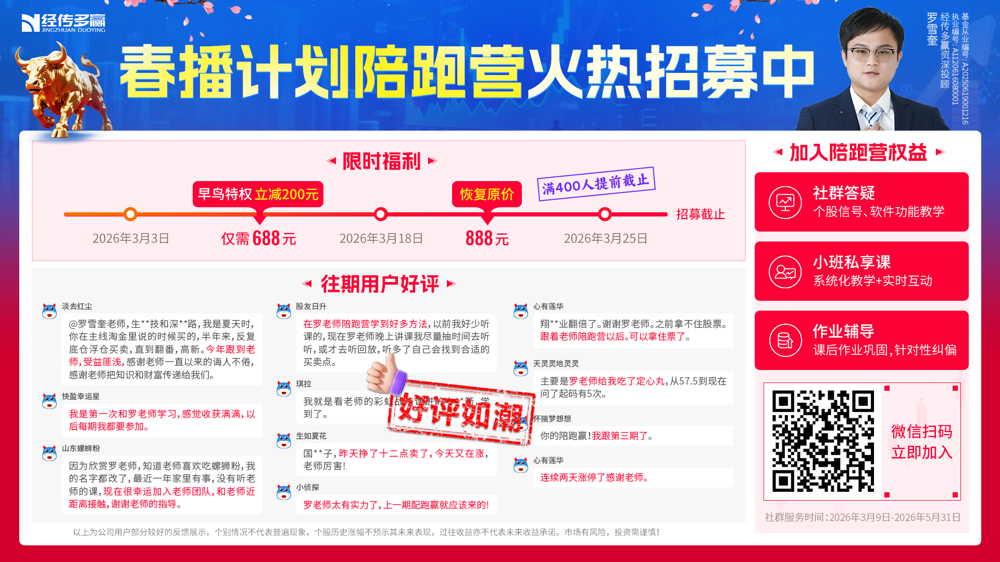 经传多赢
JINGZHUAN DUOYING
春播计划陪跑营火热招募中
罗雪奎
经传多赢资深投顾
执业编号:A1120616080001
基金从业编号:A20250619001216
限时福利
早鸟特权 立减200元
恢复原价
满400人提前截止
招募截止
2026年3月3日
仅需688元
2026年3月18日
888元
2026年3月25日
往期用户好评
淡去红尘
@罗雪奎老师，生**技和深**路，我是夏天时，
你在主线淘金里说的时候买的，半年来，反复
底仓浮仓买卖，直到翻番，高新。今年跟到老
师，受益匪浅，感谢老师一直以来的诲人不倦，
感谢老师把知识和财富传递给我们。
快盈幸运星
我是第一次和罗老师学习，感觉收获满满，以
后每期我都要参加。
山东螺蛳粉
因为欣赏罗老师，知道老师喜欢吃螺狮粉，我
的名字都改了，最近一年家里有事，没有听老
师的课，现在很幸运加入老师团队，和老师近
距离接触，谢谢老师的指导。
股友日升
在罗老师陪跑营学到好多方法，以前我好少听
课的，现在罗老师晚上讲课我尽量抽时间去听
听，或才去听回放，听多了自己会找到合适的
买卖点。
琪拉
我就是看老师的彩虹战法课进的**箭，学
到了。
生如夏花
国**子，昨天挣了十二点卖了，今天又在涨，
老师厉害！
小侦探
罗老师太有实力了，上一期配跑赢就应该来的！
心有莲华
翔**业翻倍了。谢谢罗老师。之前拿不住股票。
跟着老师陪跑营以后。可以拿住票了。
天灵灵地灵灵
主要是罗老师给我吃了定心丸，从57.5到现在
问了起码有5次。
怀揣梦想想
你的陪跑赢！我跟第三期了。
心有莲华
连续两天涨停了感谢老师。
好评如潮
以上为公司用户部分较好的反馈展示，个别情况不代表普遍现象，个股历史涨幅不预示其未来表现，过往收益亦不代表未来收益承诺。市场有风险，投资需谨慎！
加入陪跑营权益
社群答疑
个股信号、软件功能教学
小班私享课
系统化教学+实时互动
作业辅导
课后作业巩固，针对性纠偏
微信扫码
立即加入
社群服务时间：2026年3月9日-2026年5月31日